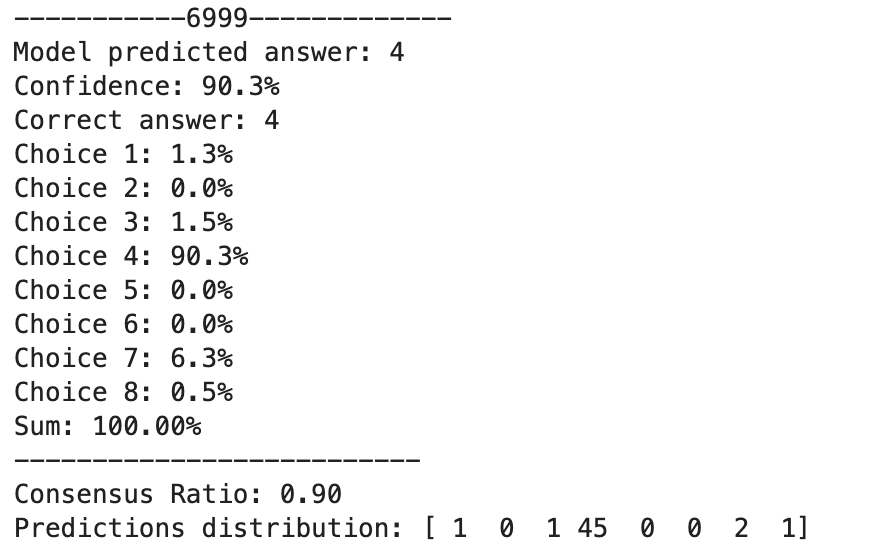 -----------6999-------------
Model predicted answer: 4
Confidence: 90.3%
Correct answer: 4
Choice 1: 1.3%
Choice 2: 0.0%
Choice 3: 1.5%
Choice 4: 90.3%
Choice 5: 0.0%
Choice 6: 0.0%
Choice 7: 6.3%
Choice 8: 0.5%
Sum: 100.00%
--------------------------
Consensus Ratio: 0.90
Predictions distribution: [ 1  0  1 45  0  0  2  1]